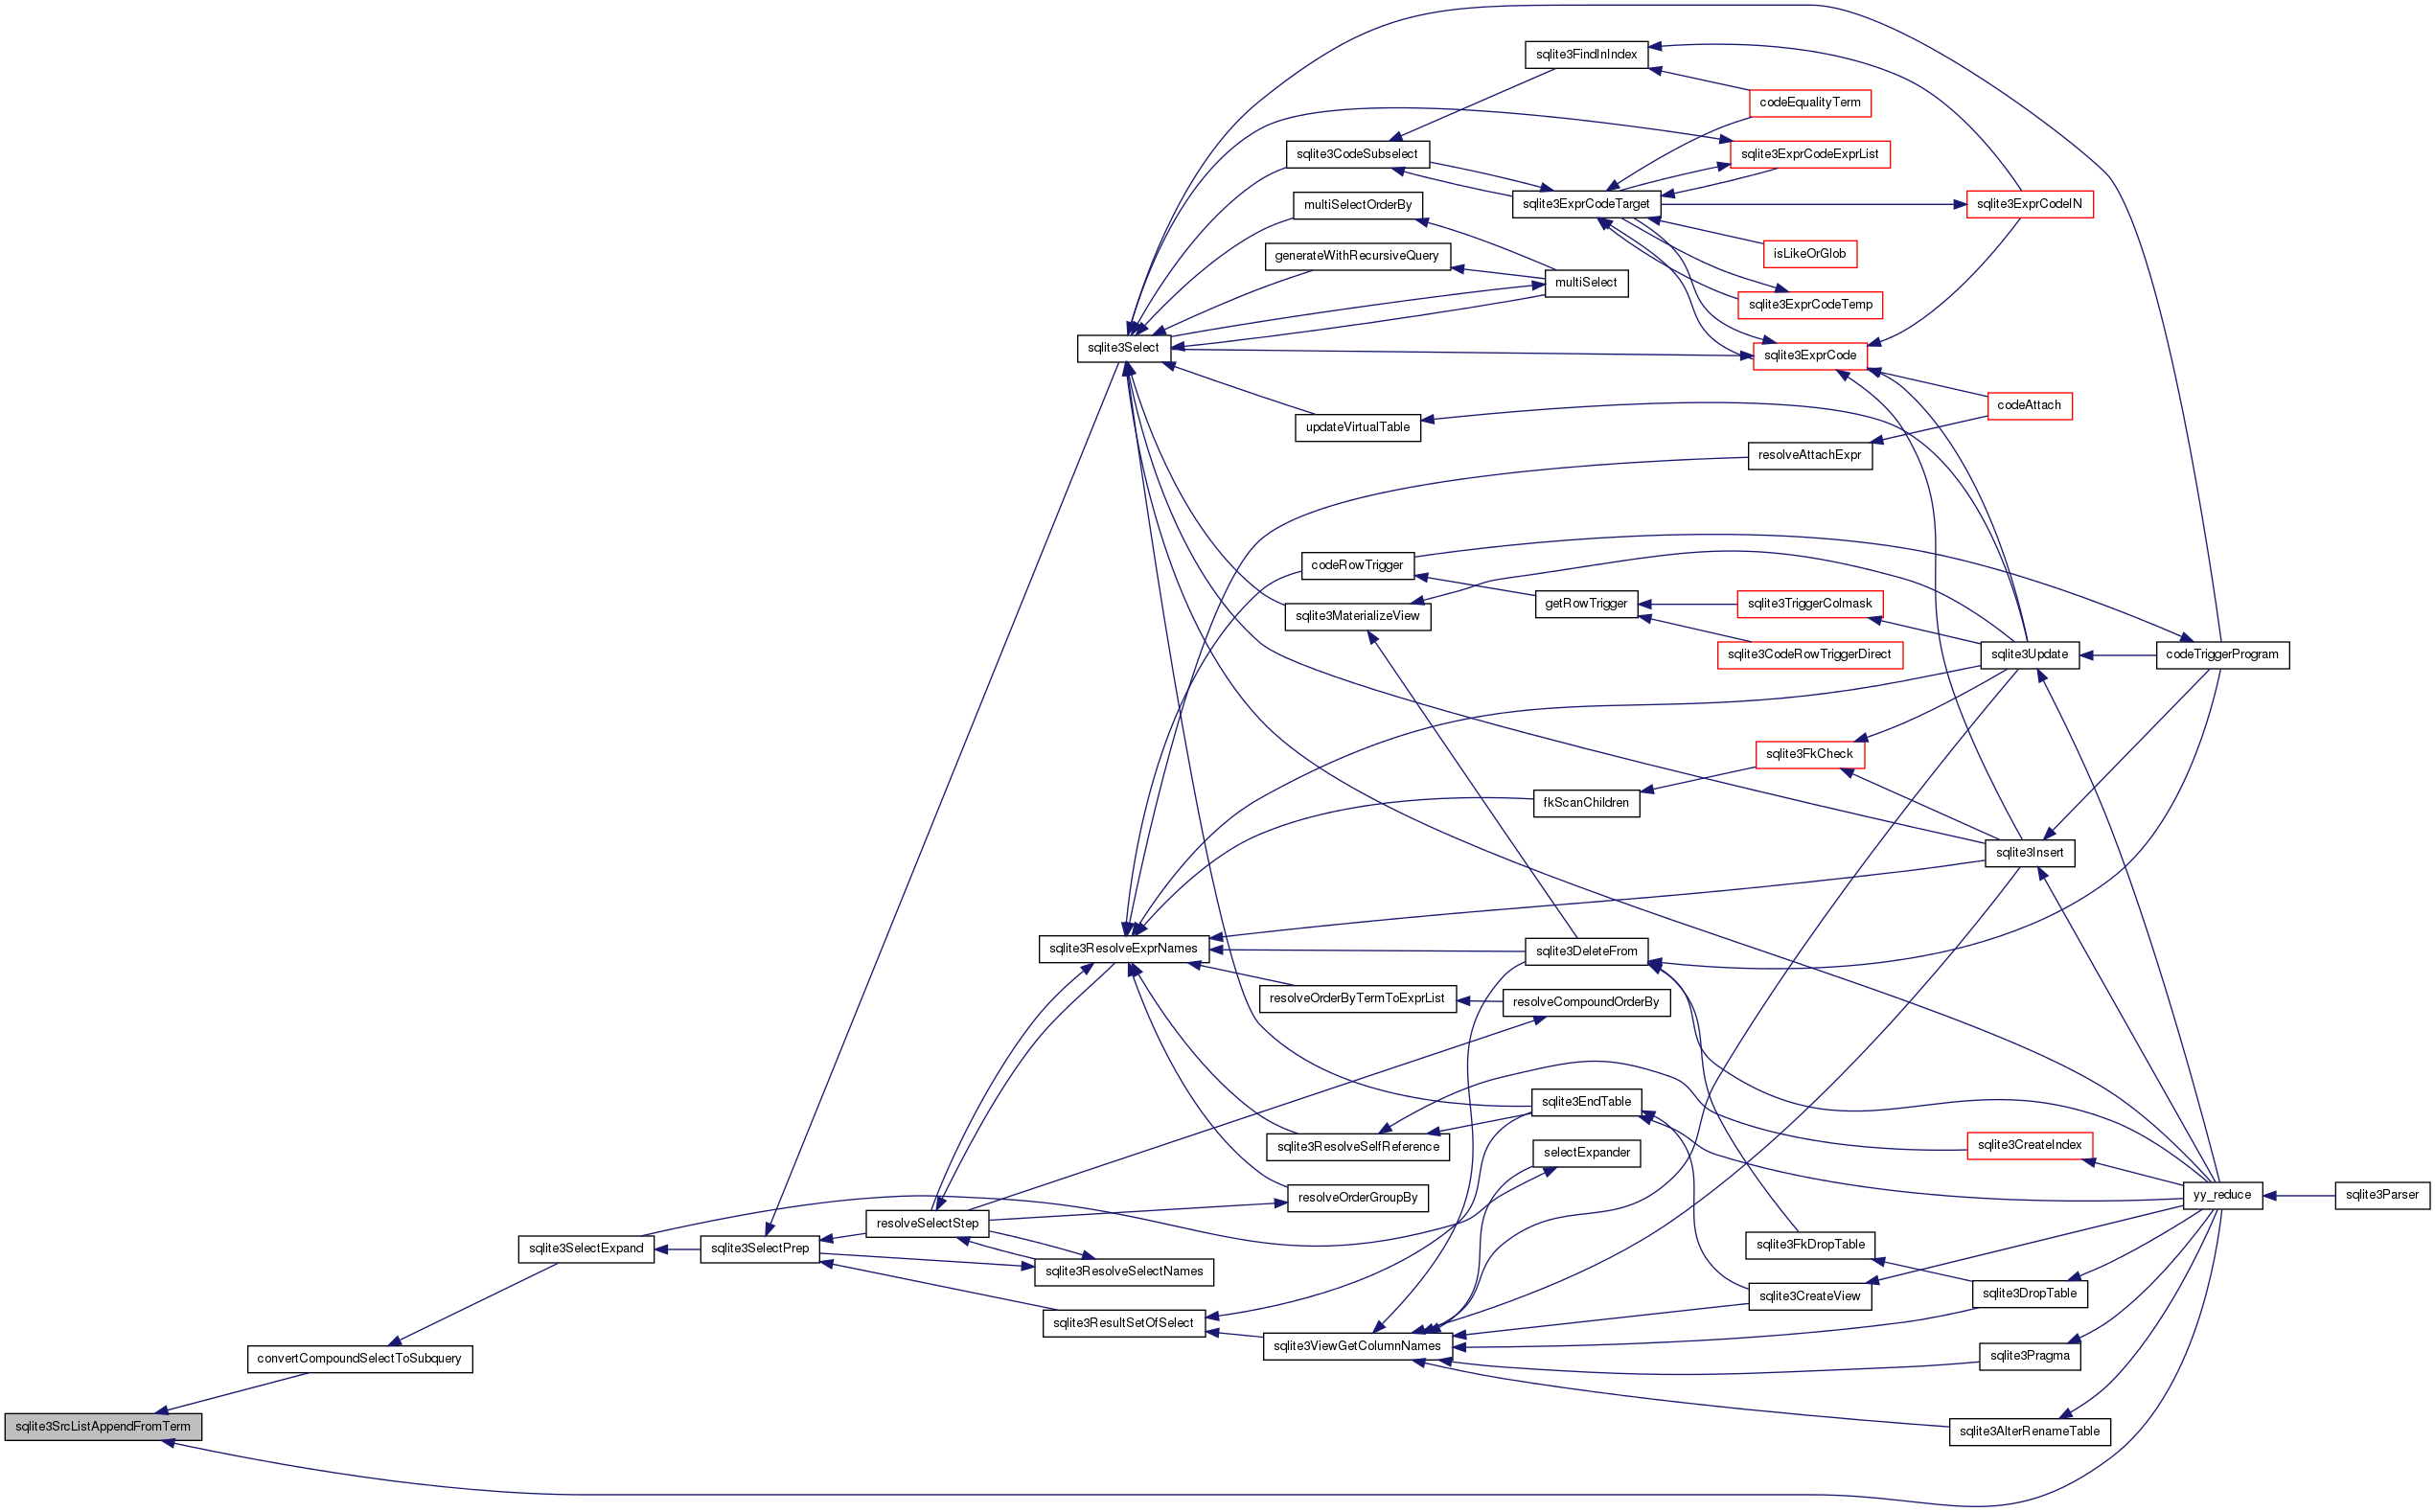 sqlite3FindInIndex
codeEqualityTerm
sqlite3CodeSubselect
sqlite3ExprCodeExprList
multiSelectOrderBy
sqlite3ExprCodeTarget
sqlite3ExprCodeIN
generateWithRecursiveQuery
isLikeOrGlob
multiSelect
sqlite3ExprCodeTemp
sqlite3Select
sqlite3ExprCode
codeAttach
updateVirtualTable
resolveAttachExpr
codeRowTrigger
getRowTrigger
sqlite3TriggerColmask
sqlite3MaterializeView
sqlite3CodeRowTriggerDirect
sqlite3Update
codeTriggerProgram
sqlite3FkCheck
fkScanChildren
sqlite3Insert
sqlite3ResolveExprNames
sqlite3DeleteFrom
resolveOrderByTermToExprList
resolveCompoundOrderBy
sqlite3EndTable
sqlite3ResolveSelfReference
sqlite3CreateIndex
selectExpander
resolveOrderGroupBy
yy_reduce
sqlite3Parser
resolveSelectStep
sqlite3SelectExpand
sqlite3SelectPrep
sqlite3FkDropTable
sqlite3ResolveSelectNames
sqlite3DropTable
sqlite3CreateView
sqlite3ResultSetOfSelect
sqlite3ViewGetColumnNames
sqlite3Pragma
convertCompoundSelectToSubquery
sqlite3SrcListAppendFromTerm
sqlite3AlterRenameTable